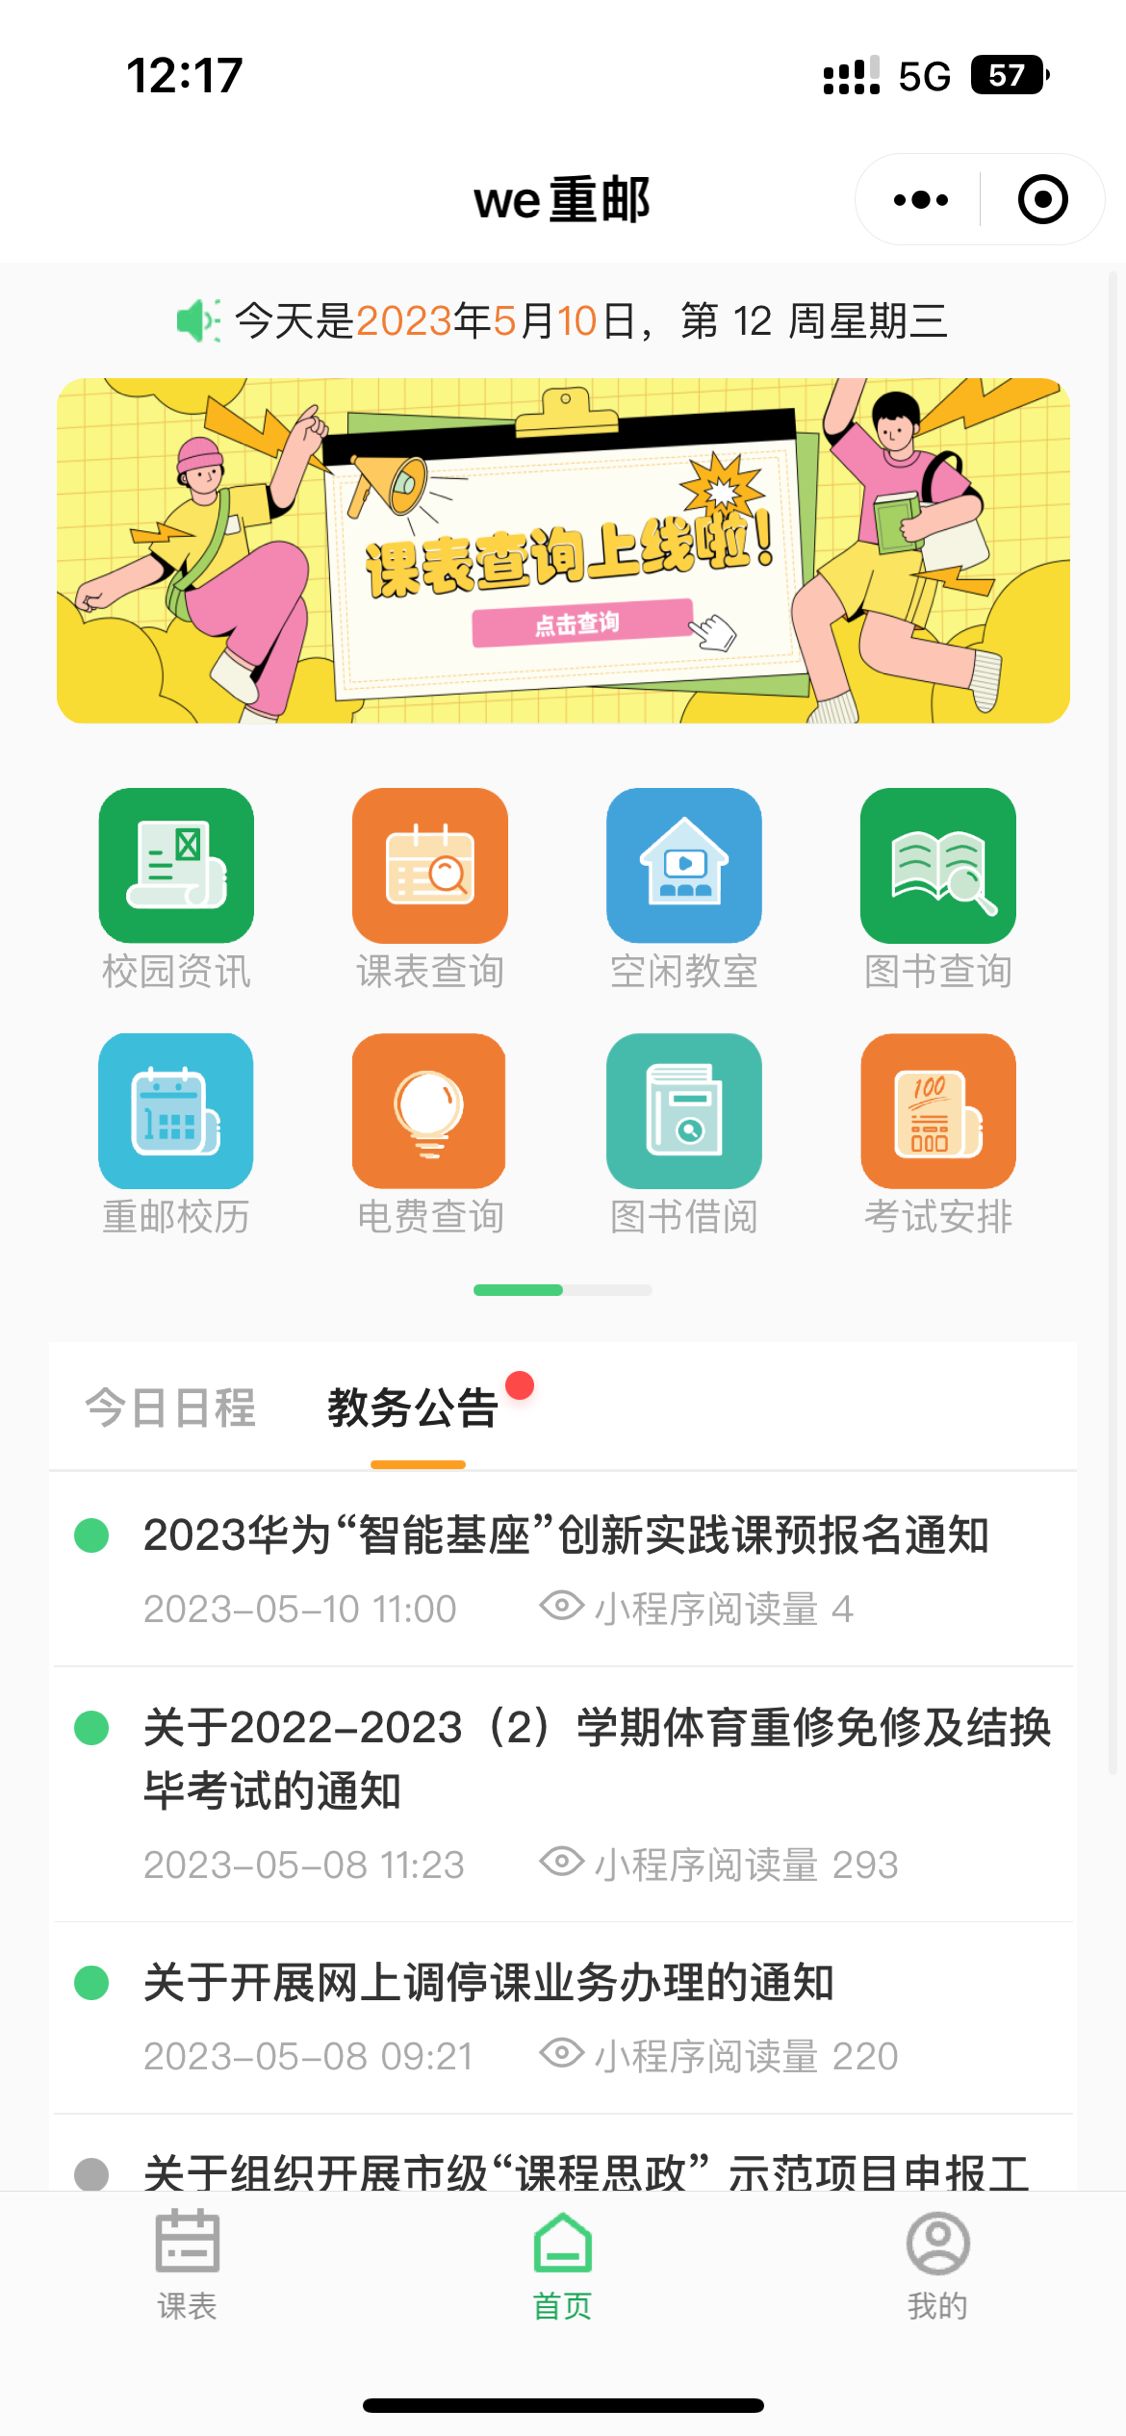 12:17
5G
57
we重邮
今天是2023年5月10日，第 12 周星期三
课表查询上线啦！
点击查询
校园资讯
课表查询
空闲教室
图书查询
100
重邮校历
电费查询
图书借阅
考试安排
今日日程
教务公告
2023华为“智能基座”创新实践课预报名通知
2023-05-10 11:00
小程序阅读量 4
关于2022-2023（2）学期体育重修免修及结换
毕考试的通知
2023-05-08 11:23
小程序阅读量 293
关于开展网上调停课业务办理的通知
2023-05-08 09:21
小程序阅读量 220
关于组织开展市级“课程思政” 示范项目申报工
课表
首页
我的